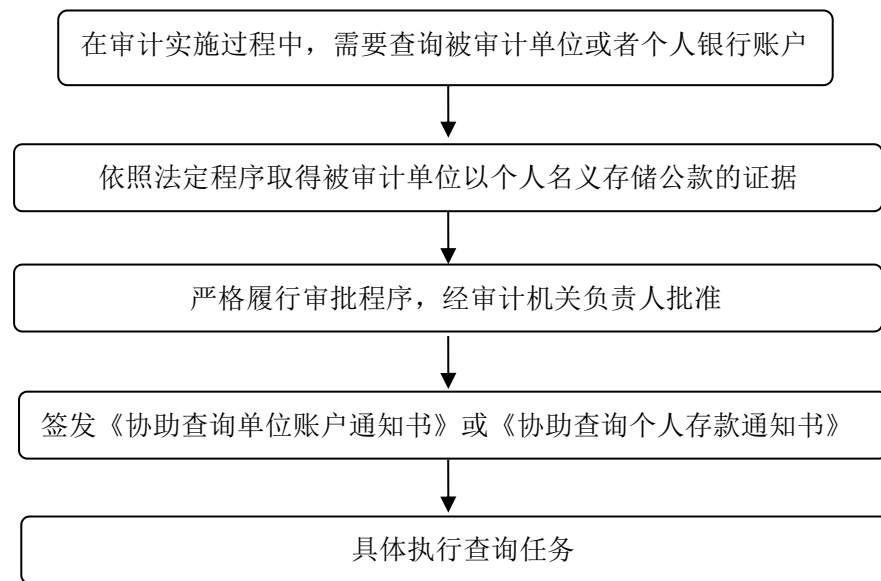 在审计实施过程中，需要查询被审计单位或者个人银行账户
依照法定程序取得被审计单位以个人名义存储公款的证据
严格履行审批程序，经审计机关负责人批准
签发《协助查询单位账户通知书》或《协助查询个人存款通知书》
具体执行查询任务